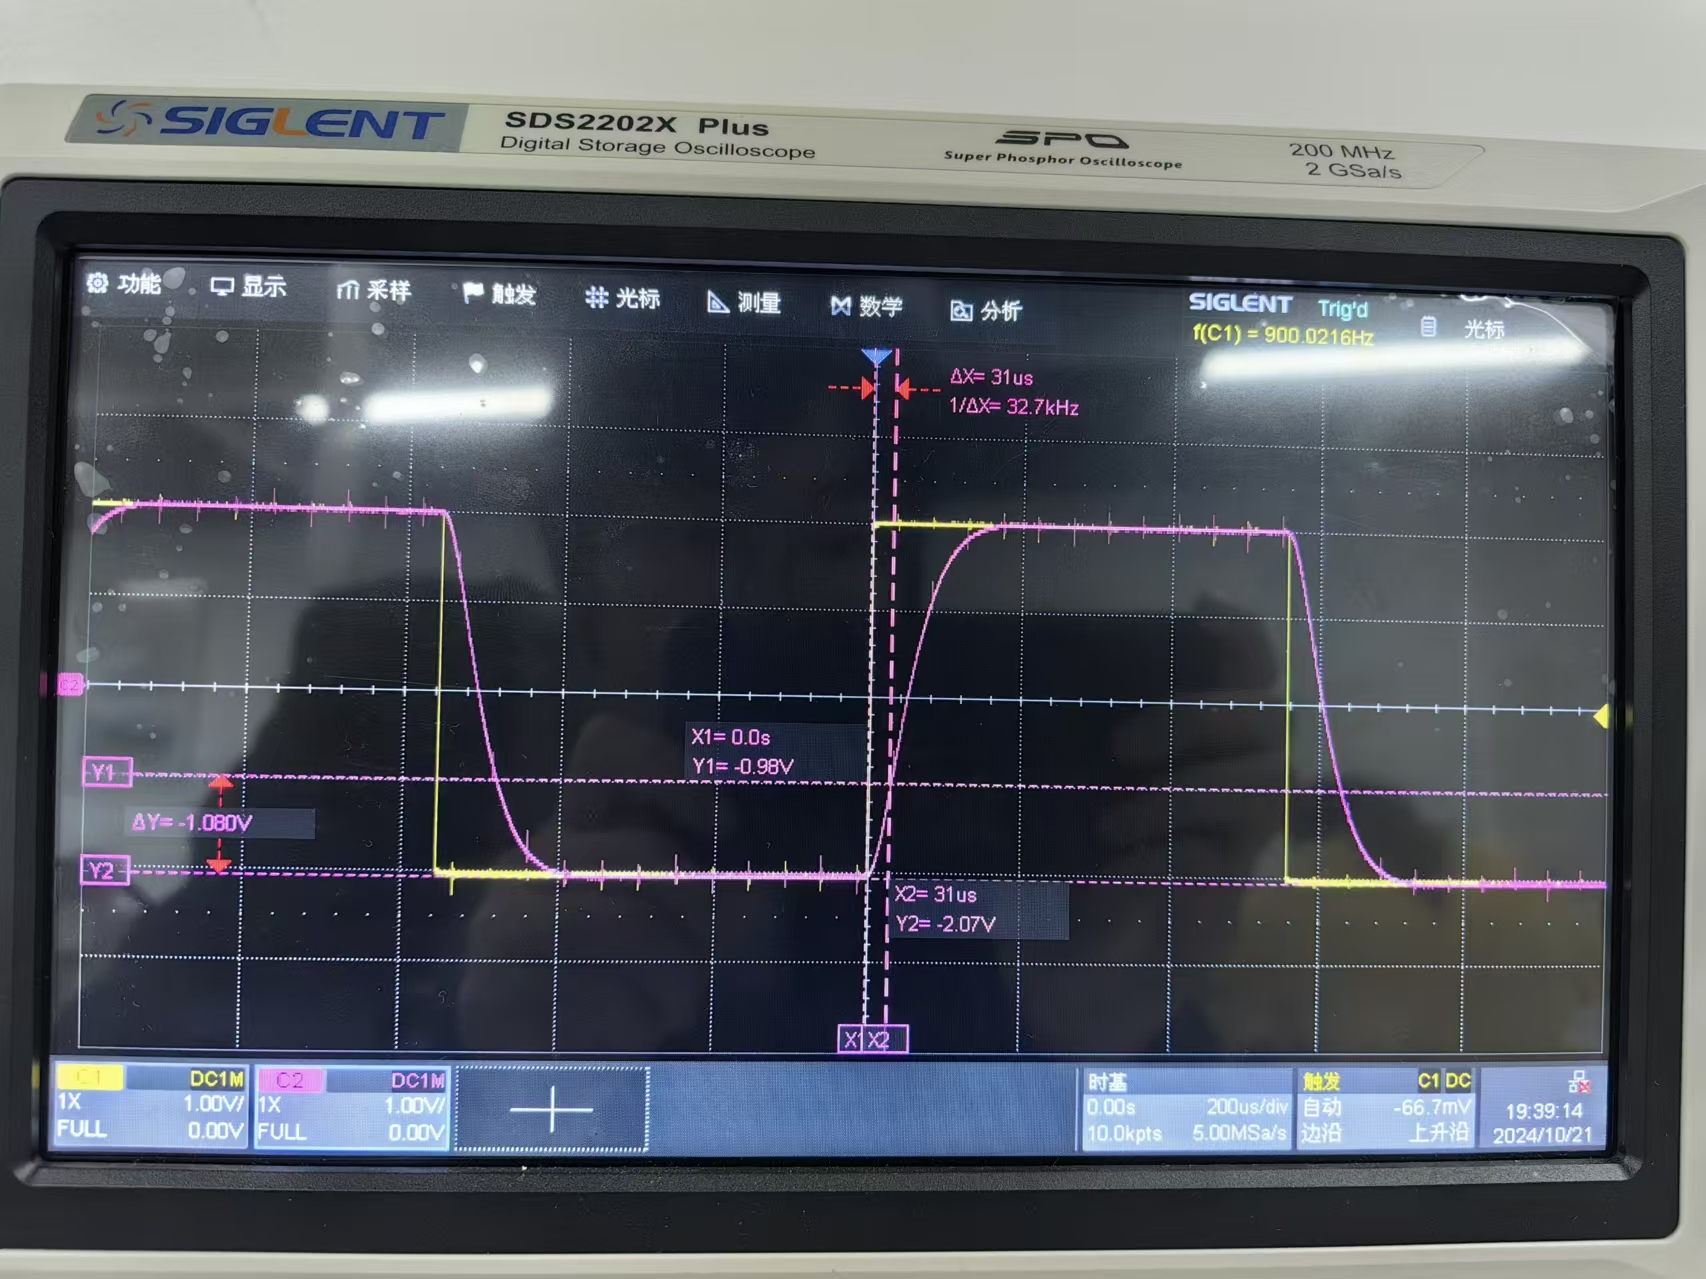 SIGLENT
SDS2202X Plus
Digital Storage Oscilloscope
SPO
Super Phosphor Oscilloscope
200 MHz
2 GSa/s
功能 显示 采样 触发 光标 测量 数学 分析
SIGLENT Trig'd
f(C1) = 900.0216Hz
光标
ΔX= 31us
1/ΔX= 32.7kHz
C2
X1= 0.0s
Y1= -0.98V
Y1
ΔY= -1.080V
Y2
X2= 31us
Y2= -2.07V
X1 X2
C1 DC1M
1X 1.00V/
FULL 0.00V
C2 DC1M
1X 1.00V/
FULL 0.00V
时基
0.00s 200us/div
10.0kpts 5.00MSa/s
触发 C1 DC
自动 -66.7mV
边沿 上升沿
19:39:14
2024/10/21